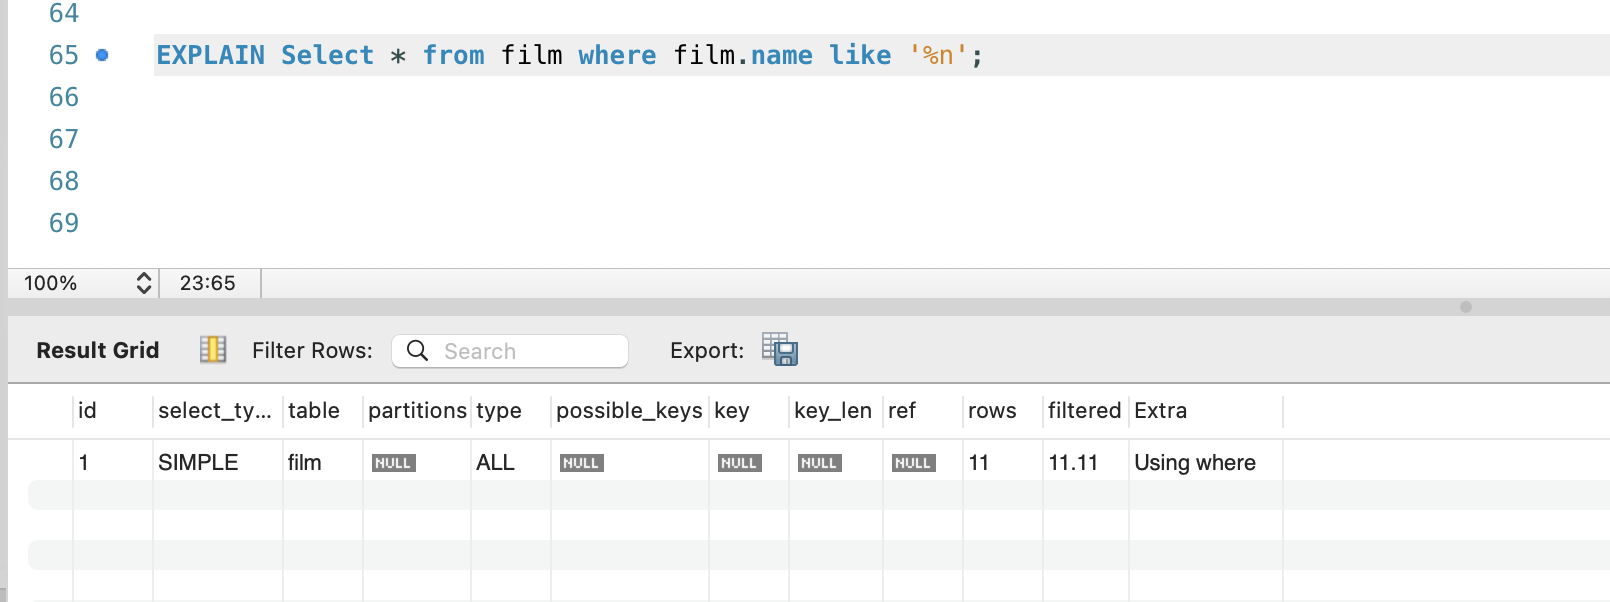 64
65 EXPLAIN Select * from film where film.name like '%n';
66
67
68
69
100% 23:65
Result Grid Filter Rows: Search Export:
id select_ty... table partitions type possible_keys key key_len ref rows filtered Extra
1 SIMPLE film NULL ALL NULL NULL NULL NULL 11 11.11 Using where